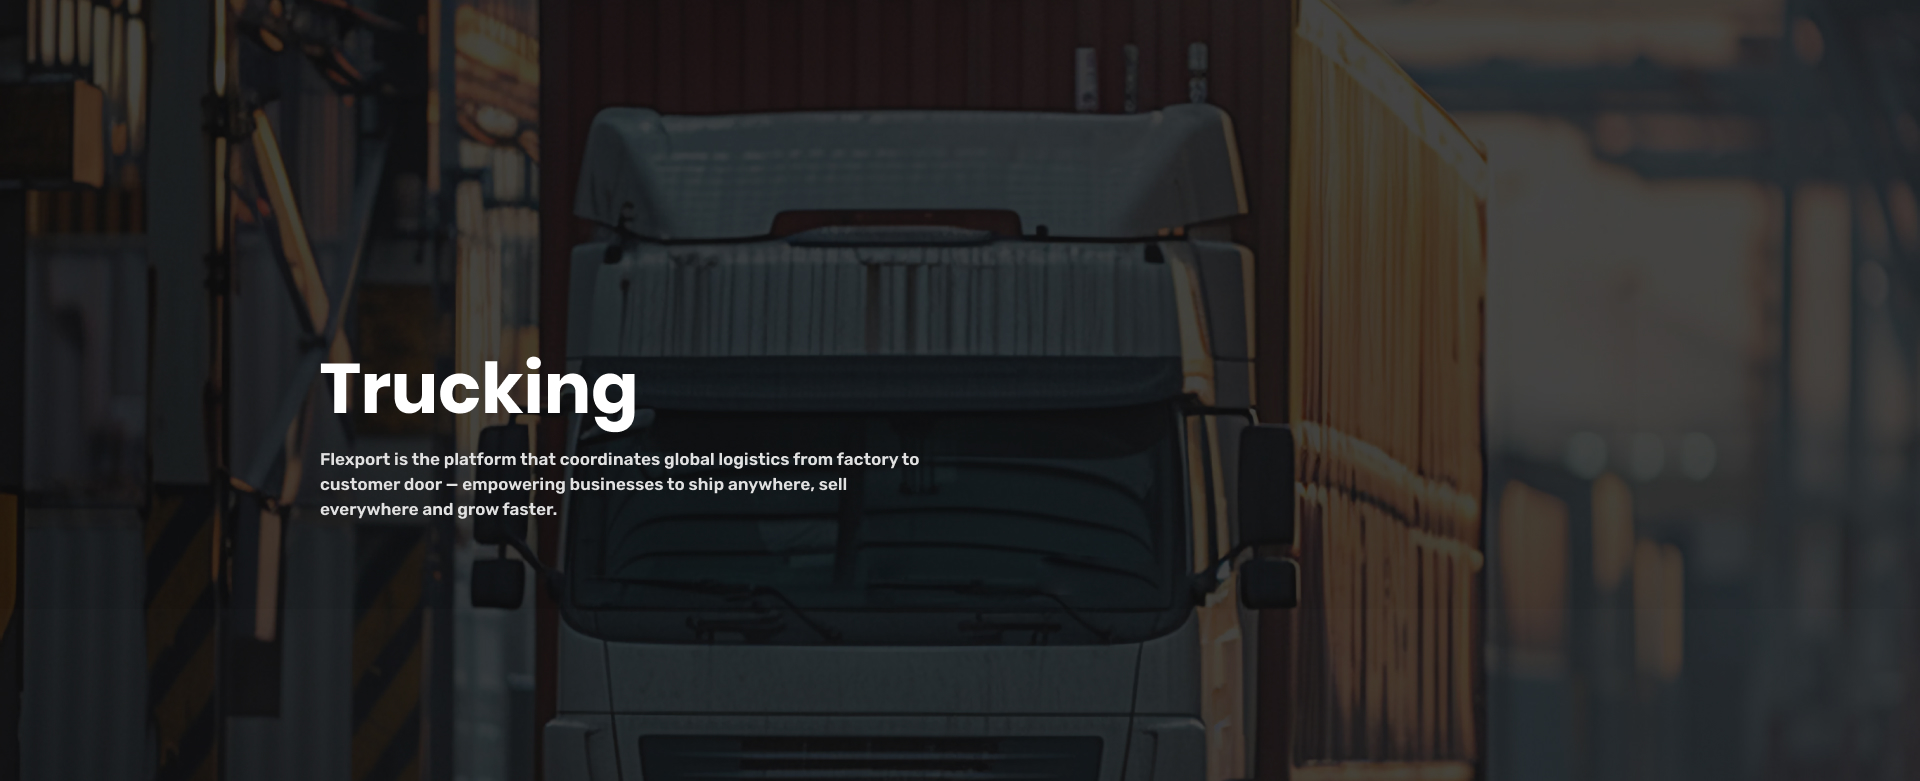 Trucking
Flexport is the platform that coordinates global logistics from factory to
customer door — empowering businesses to ship anywhere, sell
everywhere and grow faster.